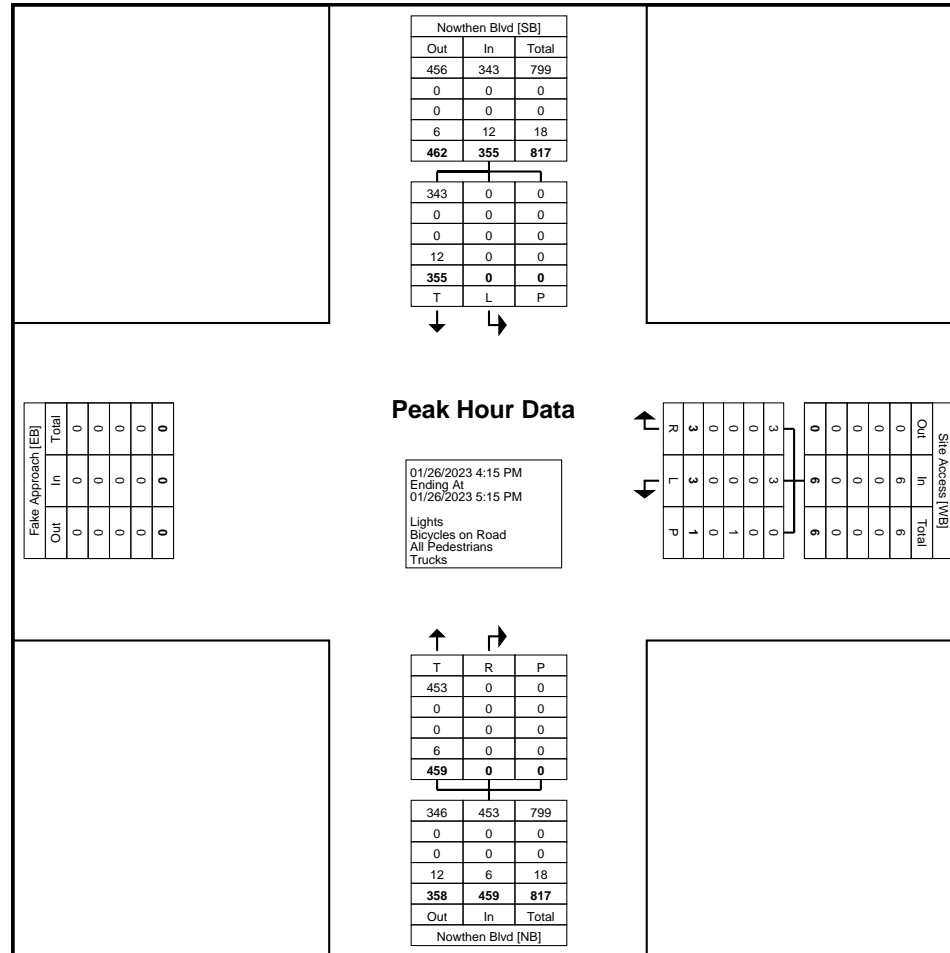 Nowthen Blvd [SB]
Out In Total
456 343 799
0 0 0
0 0 0
6 12 18
462 355 817
343 0 0
0 0 0
0 0 0
12 0 0
355 0 0
T L P
Fake Approach [EB]
Total In Out
0 0 0
0 0 0
0 0 0
0 0 0
0 0 0
Peak Hour Data
01/26/2023 4:15 PM
Ending At
01/26/2023 5:15 PM
Lights
Bicycles on Road
All Pedestrians
Trucks
Site Access [WB]
Out In Total
0 6 6
0 0 0
0 0 0
0 0 0
0 6 6
3 3 0
0 0 0
0 0 1
0 0 0
3 3 1
R L P
T R P
453 0 0
0 0 0
0 0 0
6 0 0
459 0 0
346 453 799
0 0 0
0 0 0
12 6 18
358 459 817
Out In Total
Nowthen Blvd [NB]